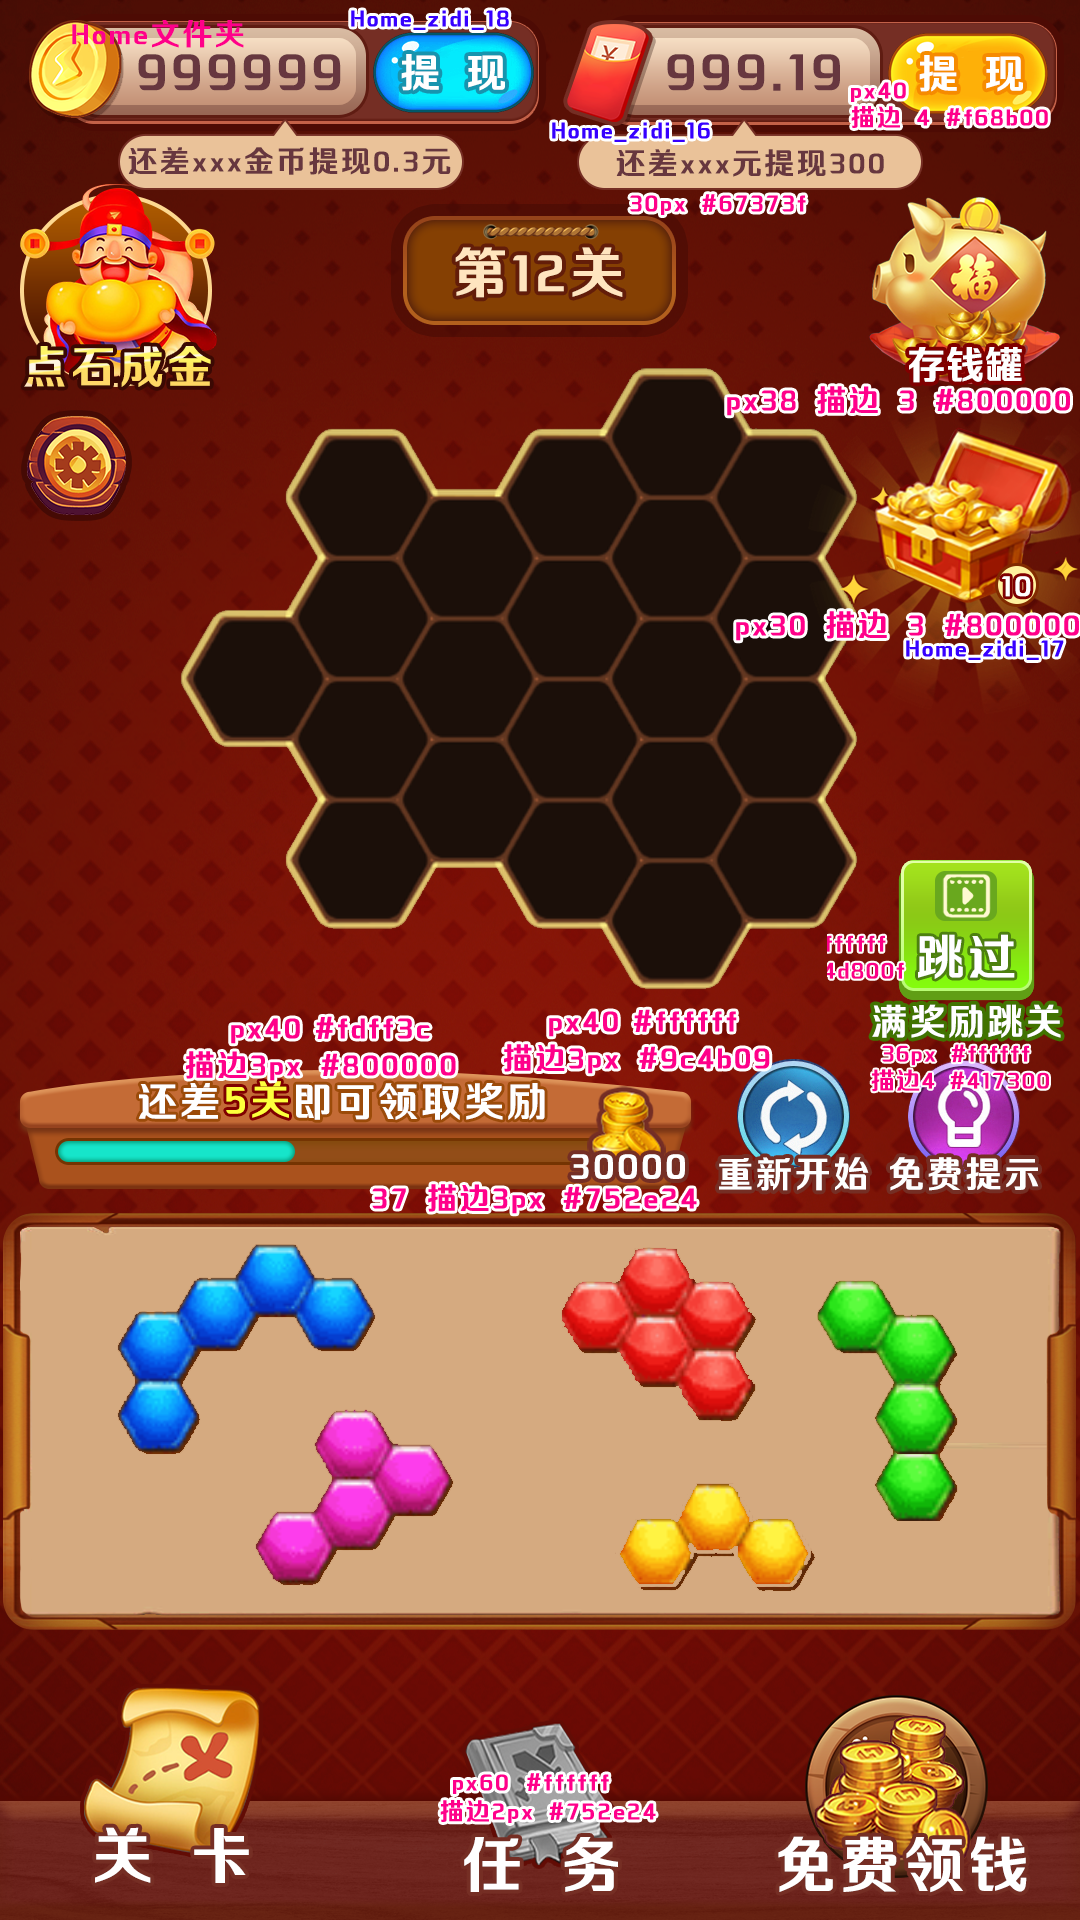 Home文件夹
Home_zidi_18
999999
提 现
999.19
提 现
px40
描边 4 #f68b00
Home_zidi_16
还差xxx金币提现0.3元
还差xxx元提现300
30px #67373f
第12关
福
点石成金
存钱罐
px38 描边 3 #800000
10
px30 描边 3 #800000
Home_zidi_17
跳过
ffffff
4d800f
满奖励跳关
36px #ffffff
描边4 #417300
px40 #fdff3c
描边3px #800000
px40 #ffffff
描边3px #9c4b09
还差5关即可领取奖励
30000
37 描边3px #752e24
重新开始
免费提示
px60 #ffffff
描边2px #752e24
关 卡
任 务
免费领钱